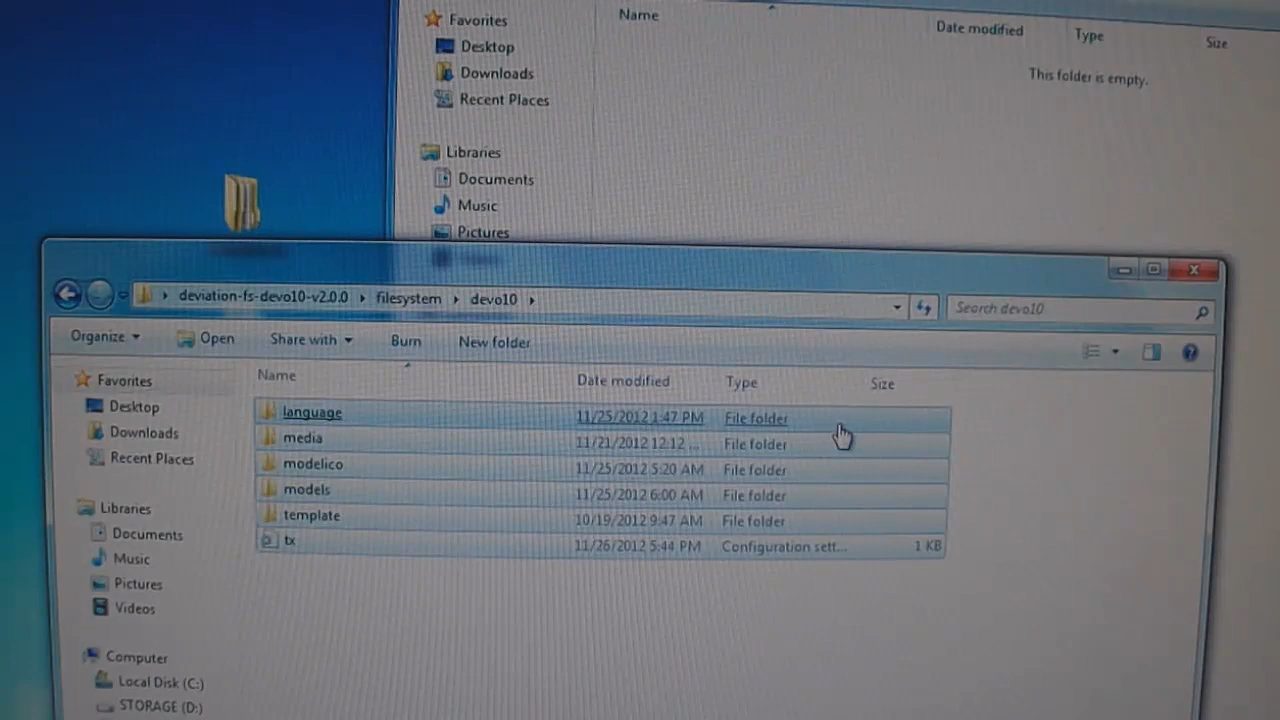 Favorites
Name
Date modified
Type
Size
Desktop
Downloads
This folder is empty.
Recent Places
Libraries
Documents
Music
Pictures
deviation-fs-devo10-v2.0.0
filesystem
devo10
Search devo10
Organize
Open
Share with
Burn
New folder
Favorites
Desktop
Downloads
Recent Places
Libraries
Documents
Music
Pictures
Videos
Computer
Local Disk (C:)
STORAGE (D:)
Name Date modified Type Size
language 11/25/2012 1:47 PM File folder
media 11/21/2012 12:12 ... File folder
modelico 11/25/2012 5:20 AM File folder
models 11/25/2012 6:00 AM File folder
template 10/19/2012 9:47 AM File folder
tx 11/26/2012 5:44 PM Configuration sett... 1 KB